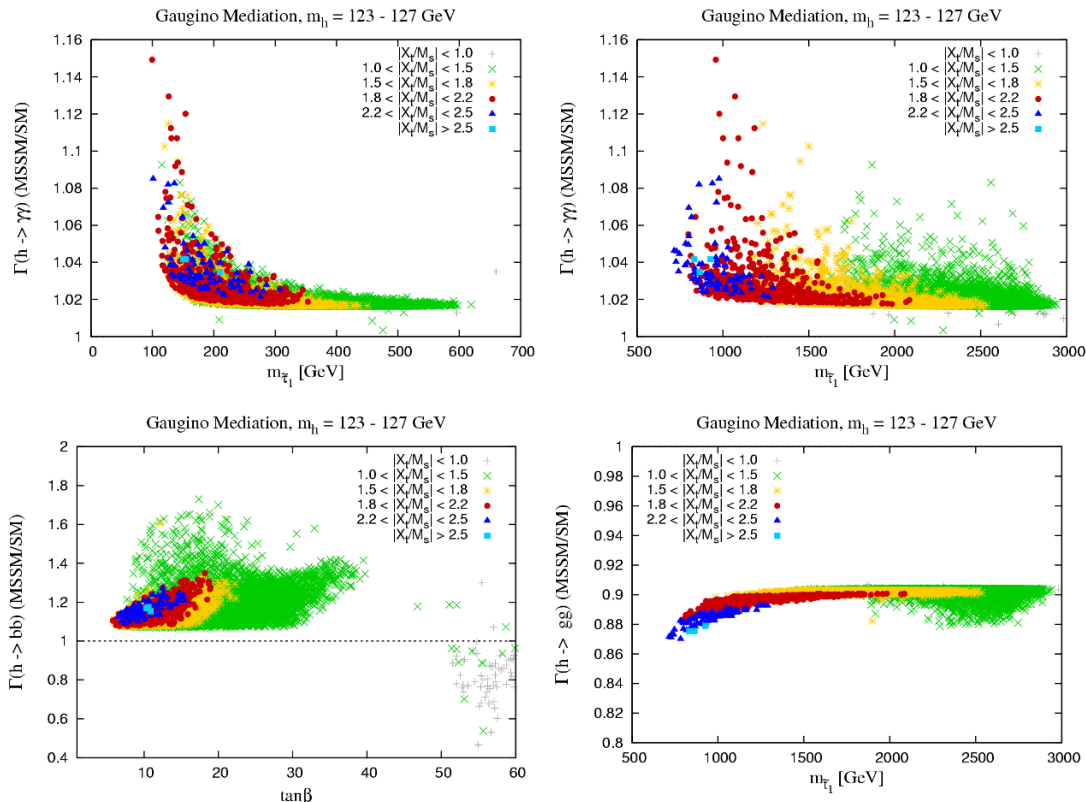 Gaugino Mediation, m_h = 123 - 127 GeV
Γ(h -> γγ) (MSSM/SM)
1.16
1.14
1.12
1.1
1.08
1.06
1.04
1.02
1
|X_t/M_s| < 1.0
1.0 < |X_t/M_s| < 1.5
1.5 < |X_t/M_s| < 1.8
1.8 < |X_t/M_s| < 2.2
2.2 < |X_t/M_s| < 2.5
|X_t/M_s| > 2.5
0 100 200 300 400 500 600 700
m_τ̃₁ [GeV]
Gaugino Mediation, m_h = 123 - 127 GeV
Γ(h -> γγ) (MSSM/SM)
1.16
1.14
1.12
1.1
1.08
1.06
1.04
1.02
1
|X_t/M_s| < 1.0
1.0 < |X_t/M_s| < 1.5
1.5 < |X_t/M_s| < 1.8
1.8 < |X_t/M_s| < 2.2
2.2 < |X_t/M_s| < 2.5
|X_t/M_s| > 2.5
500 1000 1500 2000 2500 3000
m_t̃₁ [GeV]
Gaugino Mediation, m_h = 123 - 127 GeV
Γ(h -> bb) (MSSM/SM)
2
1.8
1.6
1.4
1.2
1
0.8
0.6
0.4
|X_t/M_s| < 1.0
1.0 < |X_t/M_s| < 1.5
1.5 < |X_t/M_s| < 1.8
1.8 < |X_t/M_s| < 2.2
2.2 < |X_t/M_s| < 2.5
|X_t/M_s| > 2.5
10 20 30 40 50 60
tanβ
Gaugino Mediation, m_h = 123 - 127 GeV
Γ(h -> gg) (MSSM/SM)
1
0.98
0.96
0.94
0.92
0.9
0.88
0.86
0.84
0.82
0.8
|X_t/M_s| < 1.0
1.0 < |X_t/M_s| < 1.5
1.5 < |X_t/M_s| < 1.8
1.8 < |X_t/M_s| < 2.2
2.2 < |X_t/M_s| < 2.5
|X_t/M_s| > 2.5
500 1000 1500 2000 2500 3000
m_t̃₁ [GeV]